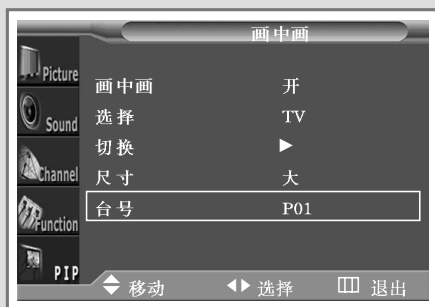 画中画
Picture
Sound
Channel
Function
PIP
画中画 开
选择 TV
切换 ▶
尺寸 大
台号 P01
移动 选择 退出